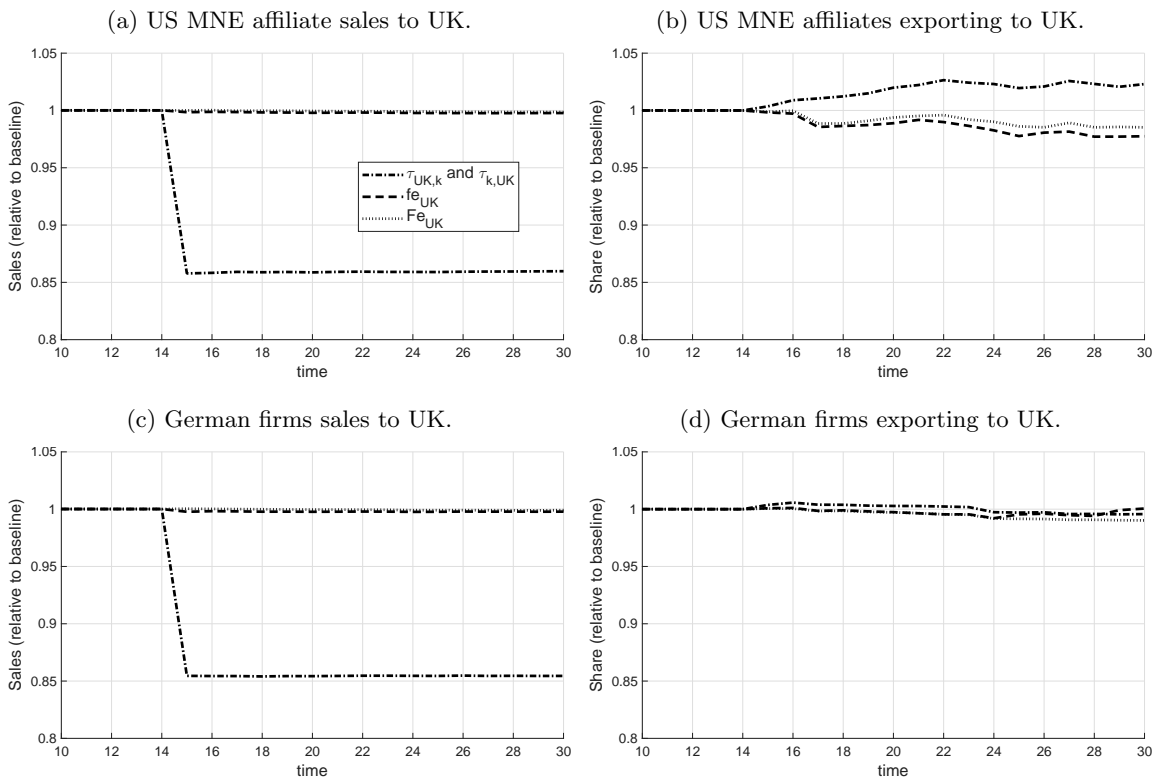 (a) US MNE affiliate sales to UK.
1.05
1
0.95
0.9
0.85
0.8
Sales (relative to baseline)
τUK,k and τk,UK
feUK
FeUK
10 12 14 16 18 20 22 24 26 28 30
time
(b) US MNE affiliates exporting to UK.
1.05
1
0.95
0.9
0.85
0.8
Share (relative to baseline)
10 12 14 16 18 20 22 24 26 28 30
time
(c) German firms sales to UK.
1.05
1
0.95
0.9
0.85
0.8
Sales (relative to baseline)
10 12 14 16 18 20 22 24 26 28 30
time
(d) German firms exporting to UK.
1.05
1
0.95
0.9
0.85
0.8
Share (relative to baseline)
10 12 14 16 18 20 22 24 26 28 30
time